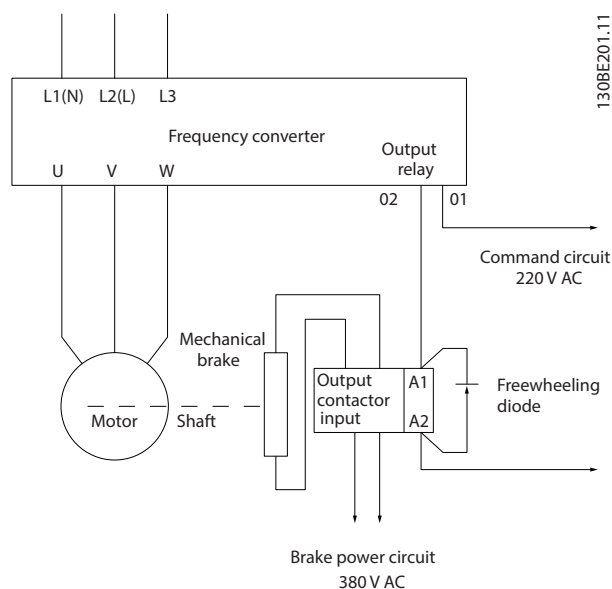 130BE201.11
L1(N) L2(L) L3
Frequency converter
U V W
Output
relay
02 01
Command circuit
220 V AC
Mechanical
brake
Output
contactor
input
A1
A2
Freewheeling
diode
Motor
Shaft
Brake power circuit
380 V AC